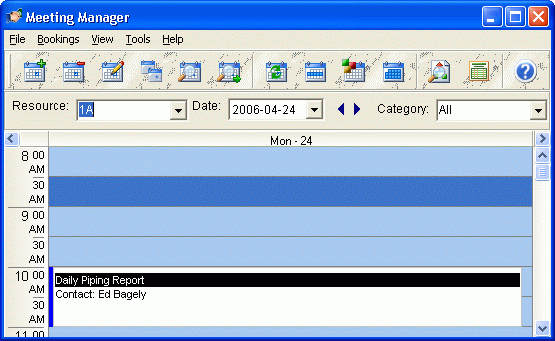 Meeting Manager
File Bookings View Tools Help
Resource: 1A Date: 2006-04-24 Category: All
Mon - 24
8 00
AM
30
AM
9 00
AM
30
AM
10 00
AM
Daily Piping Report
Contact: Ed Bagely
30
AM
11 00